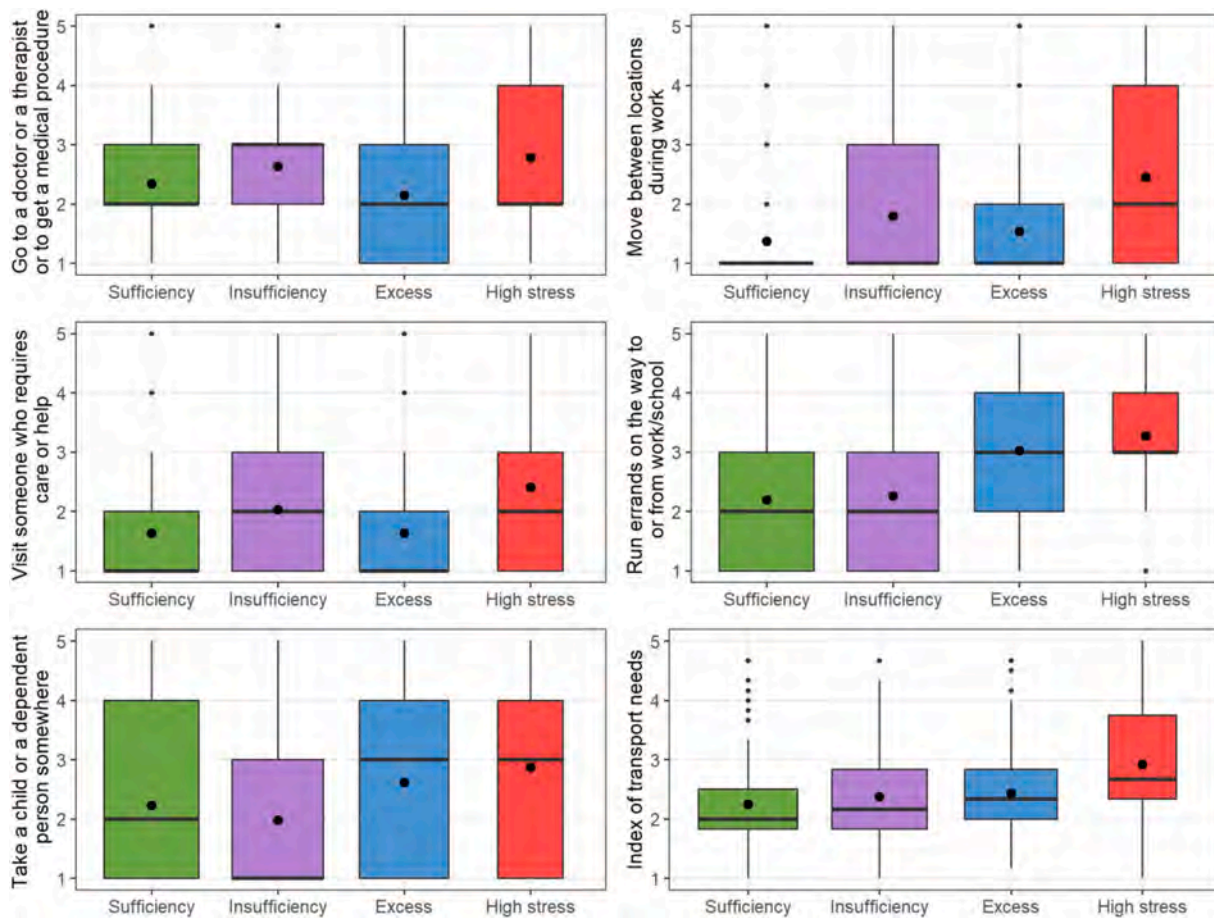 Go to a doctor or a therapist
or to get a medical procedure
5
4
3
2
1
Sufficiency Insufficiency Excess High stress
Move between locations
during work
5
4
3
2
1
Sufficiency Insufficiency Excess High stress
Visit someone who requires
care or help
5
4
3
2
1
Sufficiency Insufficiency Excess High stress
Run errands on the way to
or from work/school
5
4
3
2
1
Sufficiency Insufficiency Excess High stress
Take a child or a dependent
person somewhere
5
4
3
2
1
Sufficiency Insufficiency Excess High stress
Index of transport needs
5
4
3
2
1
Sufficiency Insufficiency Excess High stress